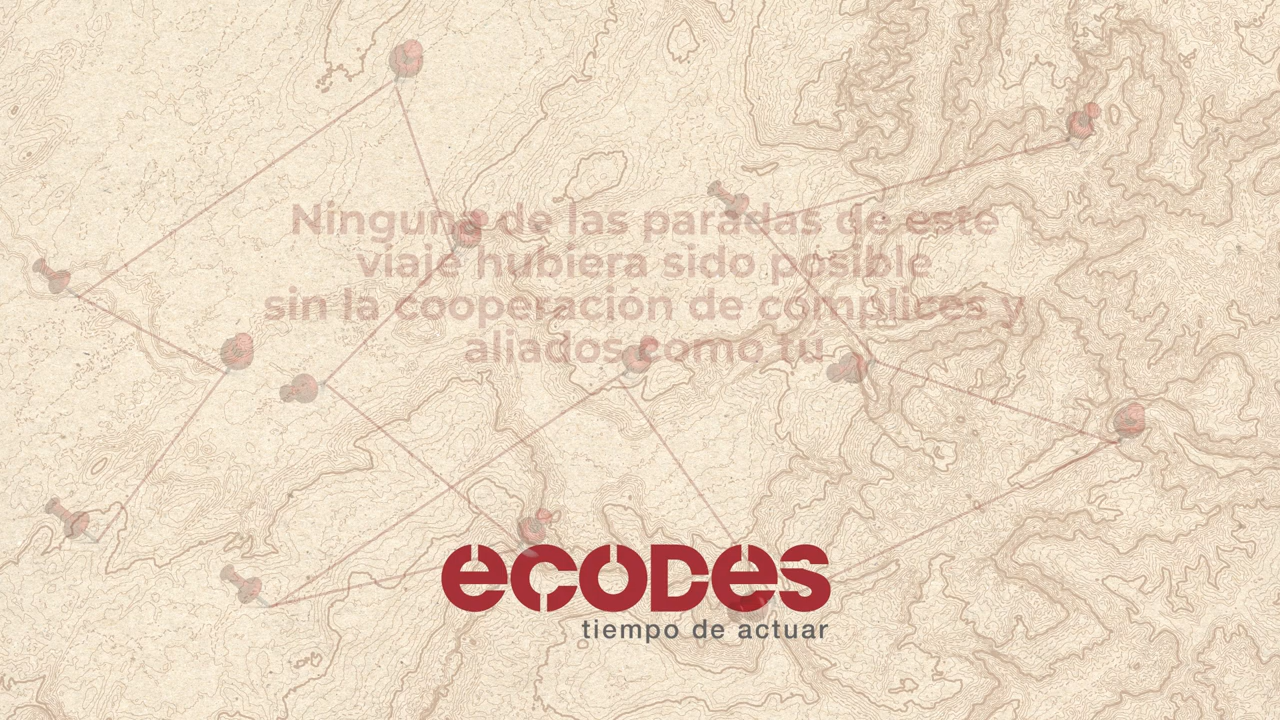 Ninguna de las paradas de este
viaje hubiera sido posible
sin la cooperación de cómplices y
aliados como tu
ecodes
tiempo de actuar